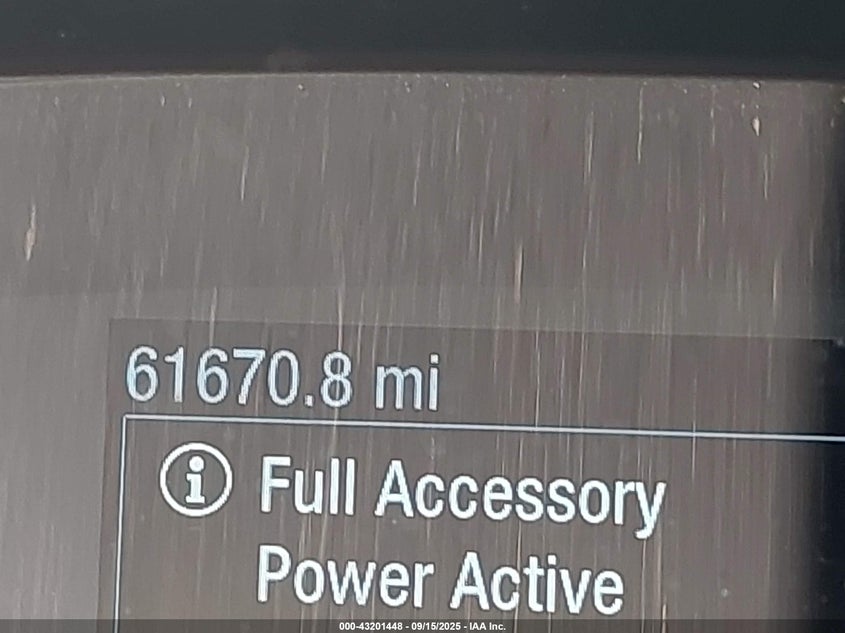 61670.8 mi
Full Accessory
Power Active
000-43201448 - 09/15/2025 - IAA Inc.